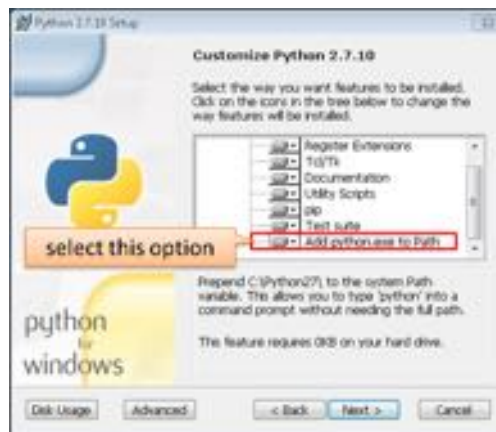 Python 2.7.10 Setup
Customize Python 2.7.10
Select the way you want features to be installed.
Click on the icons in the tree below to change the
way features will be installed.
Register Extensions
Tcl/Tk
Documentation
Utility Scripts
pip
Test suite
Add python.exe to Path
select this option
Prepend C:\Python27\ to the system Path
variable. This allows you to type 'python' into a
command prompt without needing the full path.
This feature requires 0KB on your hard drive.
python
for
windows
Disk Usage
Advanced
< Back
Next >
Cancel